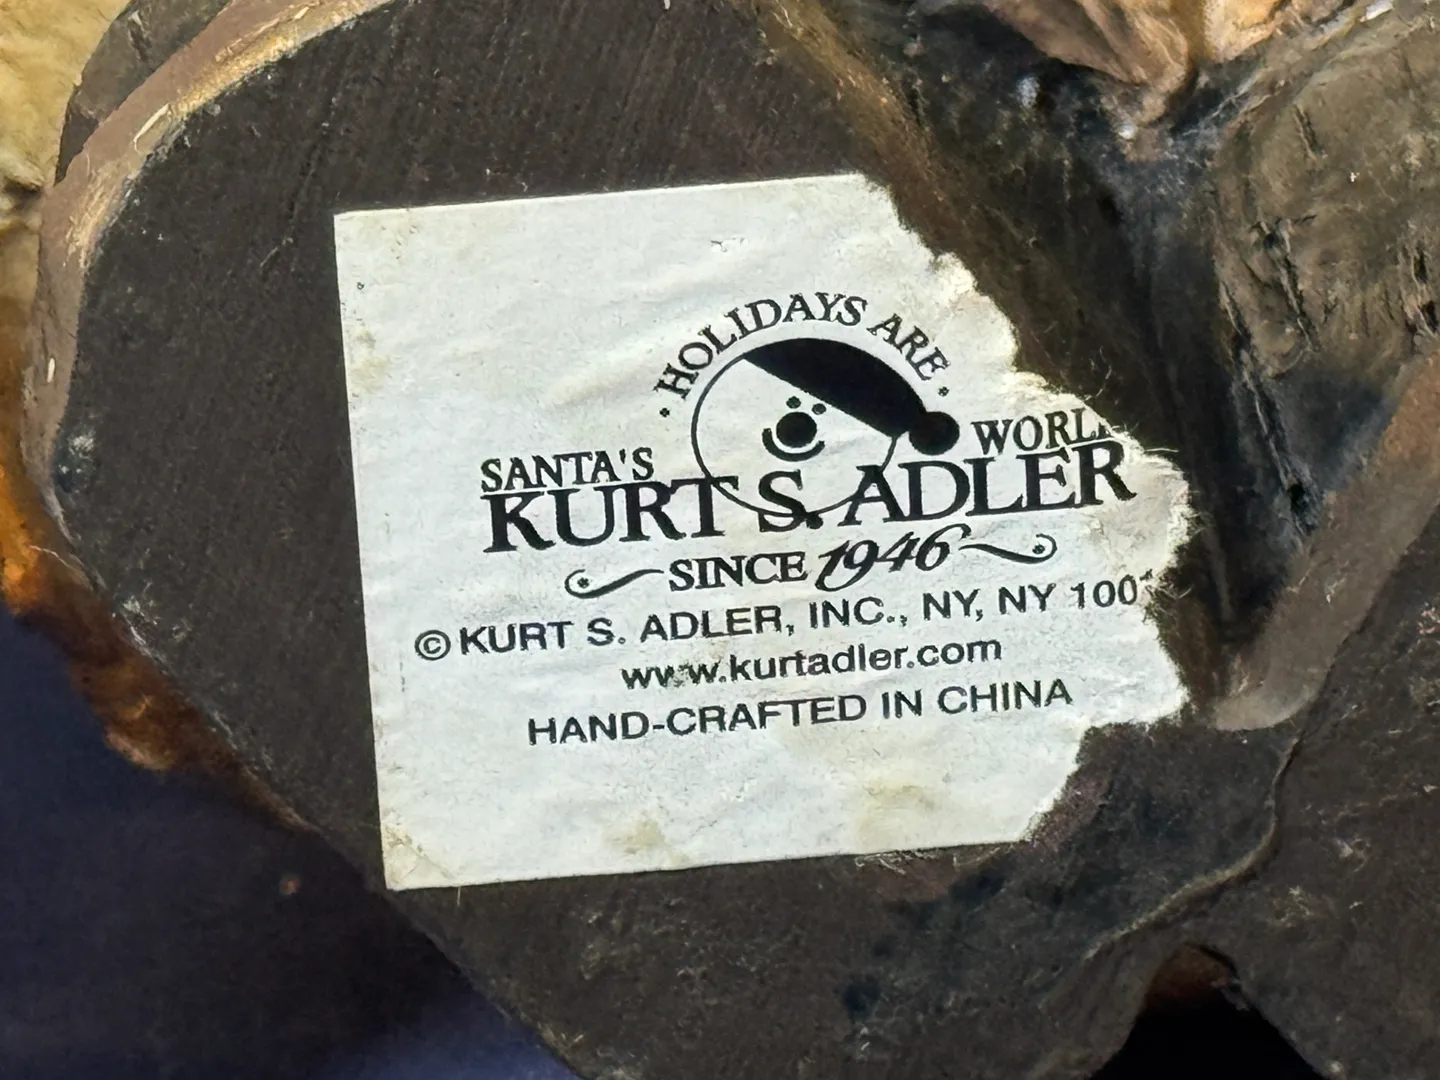 · HOLIDAYS ARE ·
SANTA'S WORL
KURT S. ADLER
SINCE 1946
© KURT S. ADLER, INC., NY, NY 100
www.kurtadler.com
HAND-CRAFTED IN CHINA